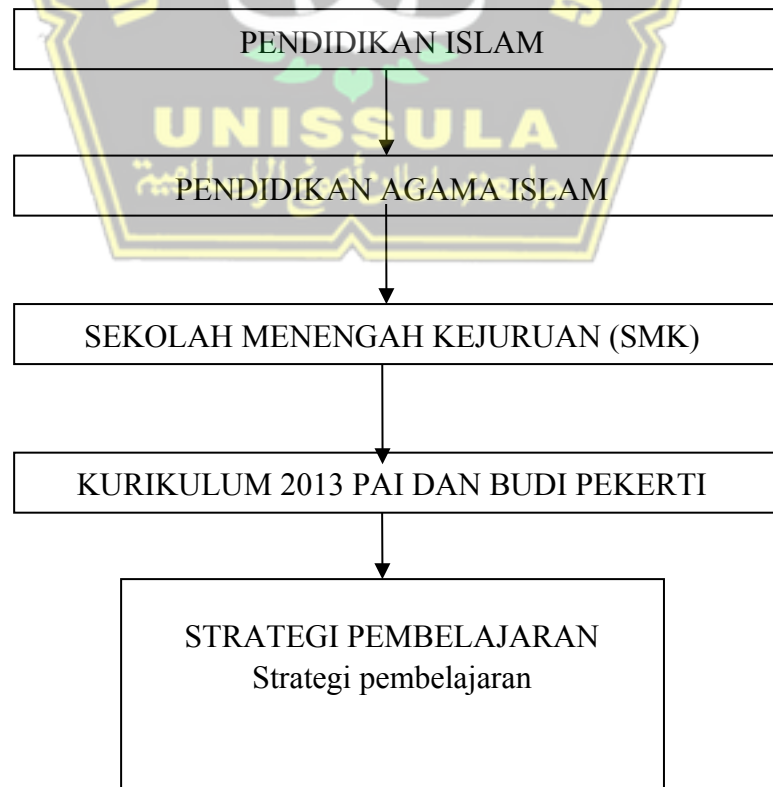 PENDIDIKAN ISLAM
UNISSULA
PENDIDIKAN AGAMA ISLAM
SEKOLAH MENENGAH KEJURUAN (SMK)
KURIKULUM 2013 PAI DAN BUDI PEKERTI
STRATEGI PEMBELAJARAN
Strategi pembelajaran